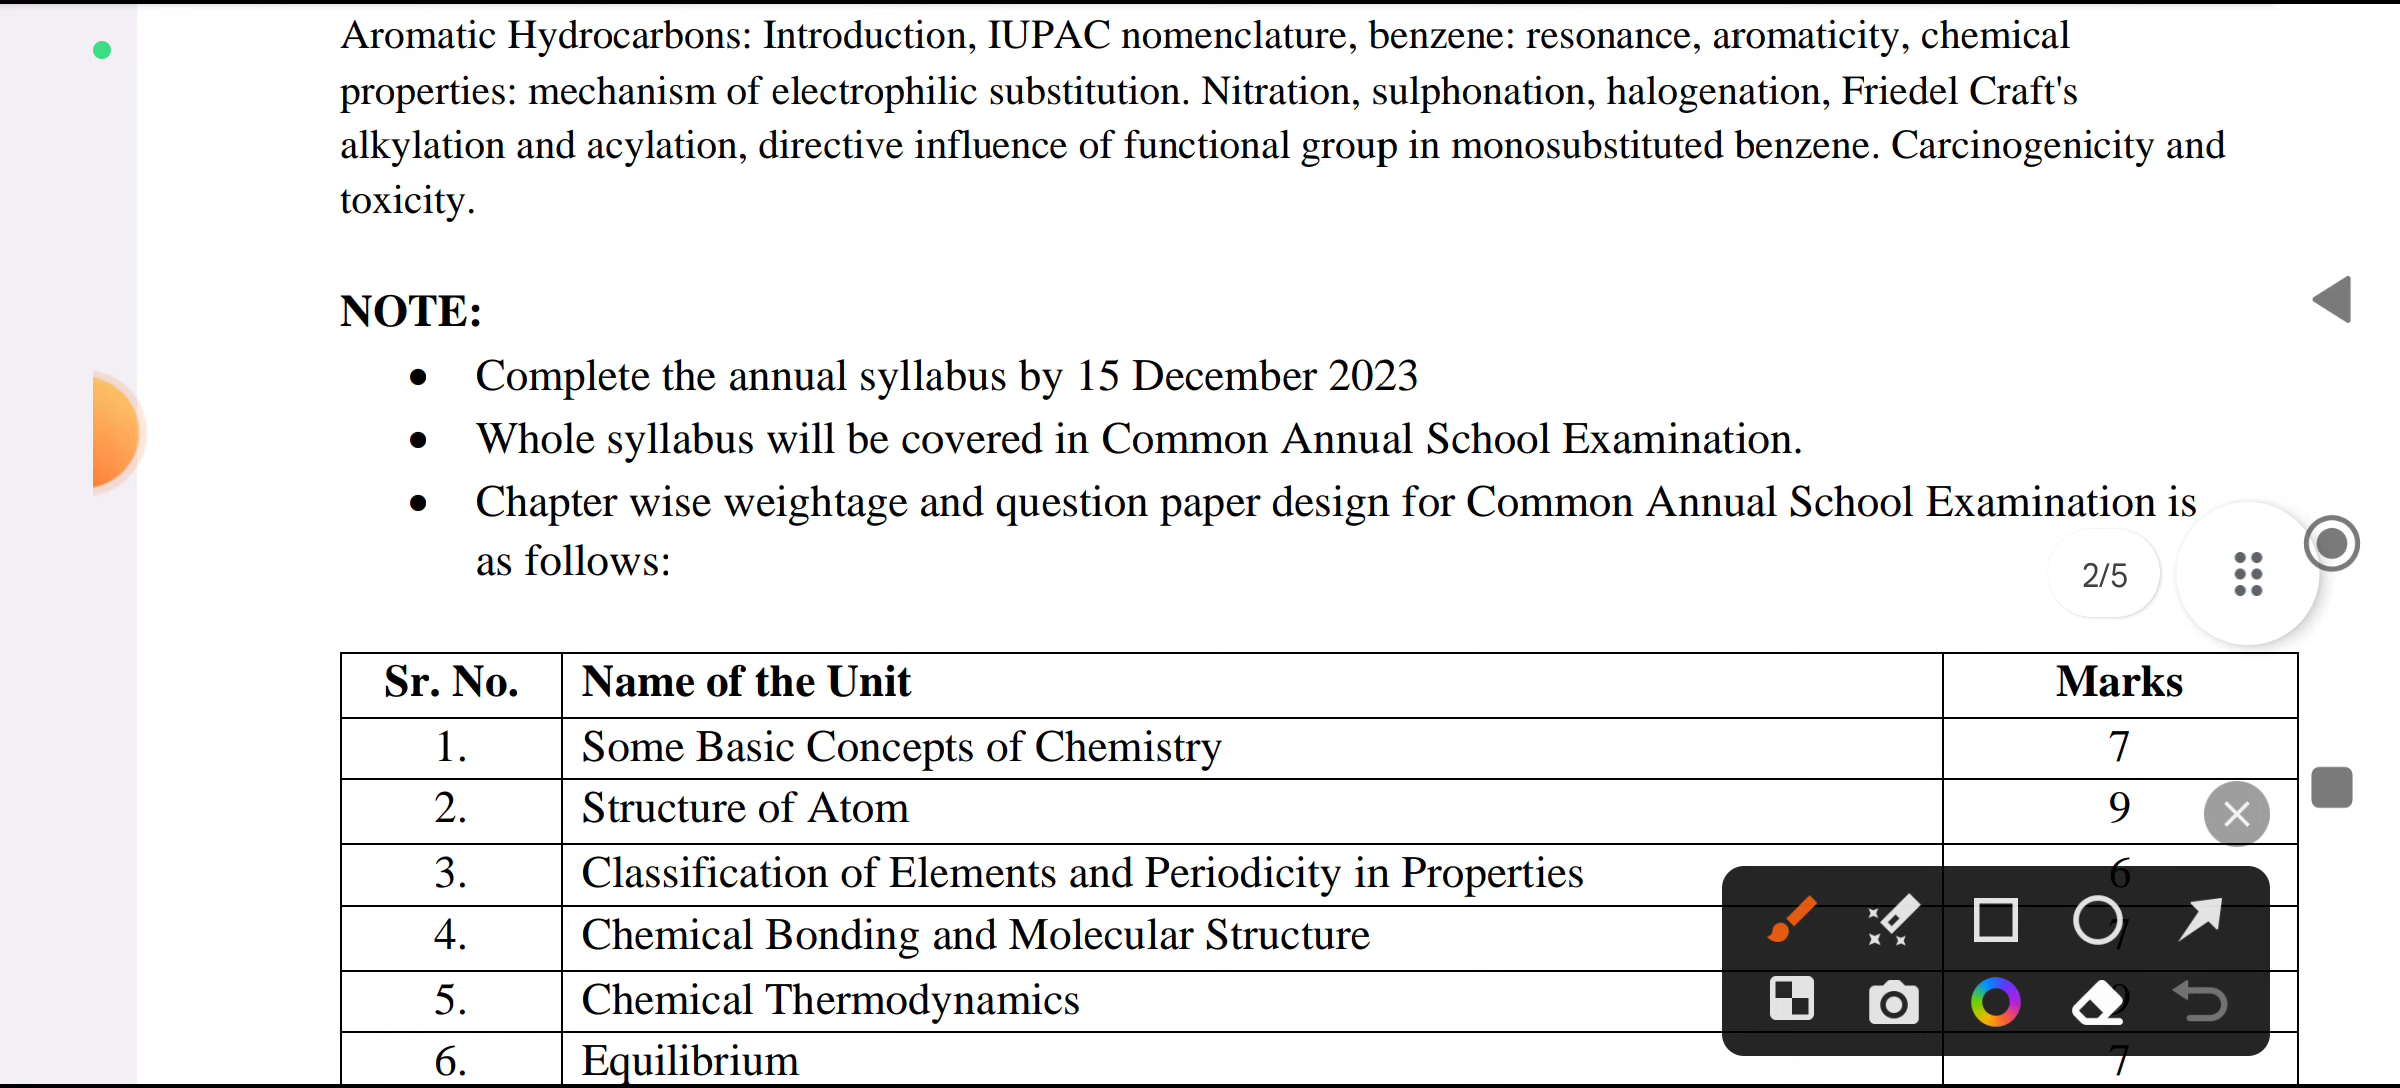 Aromatic Hydrocarbons: Introduction, IUPAC nomenclature, benzene: resonance, aromaticity, chemical
properties: mechanism of electrophilic substitution. Nitration, sulphonation, halogenation, Friedel Craft's
alkylation and acylation, directive influence of functional group in monosubstituted benzene. Carcinogenicity and
toxicity.
NOTE:
• Complete the annual syllabus by 15 December 2023
• Whole syllabus will be covered in Common Annual School Examination.
• Chapter wise weightage and question paper design for Common Annual School Examination is
as follows:
2/5
Sr. No. Name of the Unit Marks
1. Some Basic Concepts of Chemistry 7
2. Structure of Atom 9
3. Classification of Elements and Periodicity in Properties 6
4. Chemical Bonding and Molecular Structure 7
5. Chemical Thermodynamics
6. Equilibrium 7